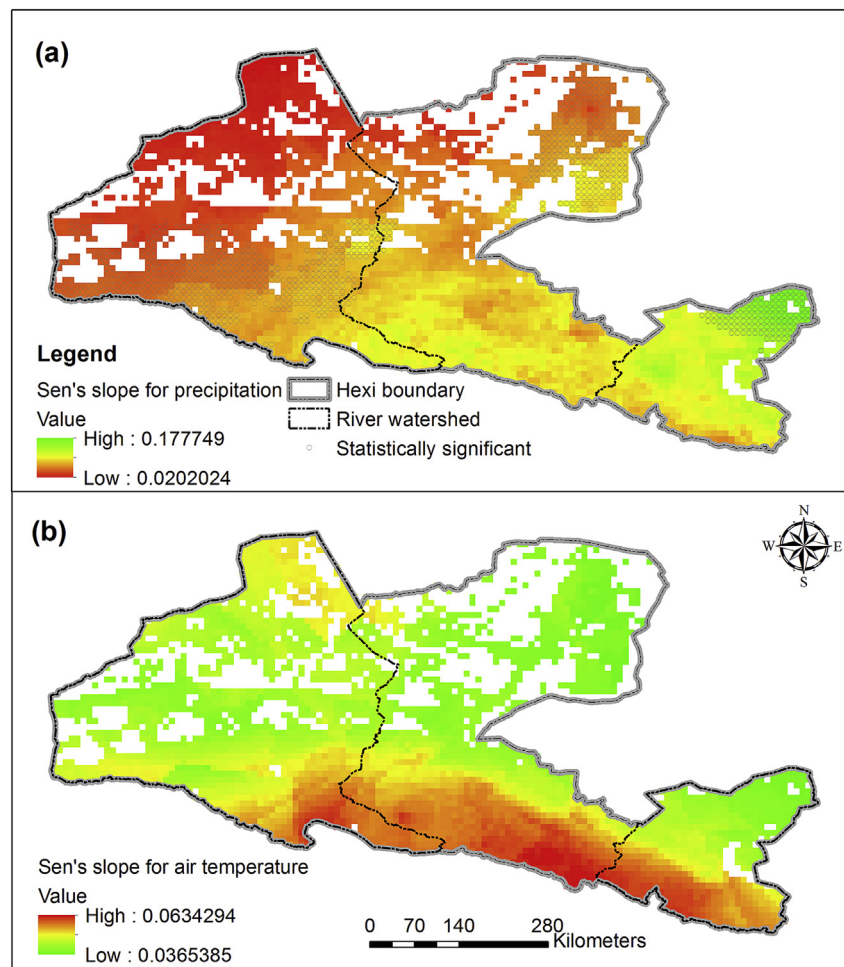 (a)
Legend
Sen's slope for precipitation
Value
High : 0.177749
Low : 0.0202024
Hexi boundary
River watershed
Statistically significant
(b)
N
W E
S
Sen's slope for air temperature
Value
High : 0.0634294
Low : 0.0365385
0 70 140 280
Kilometers